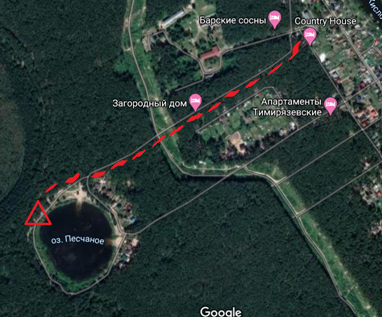 Барские сосны
Country House
Загородный дом
Апартаменты
Тимирязевские
оз. Песчаное
Google